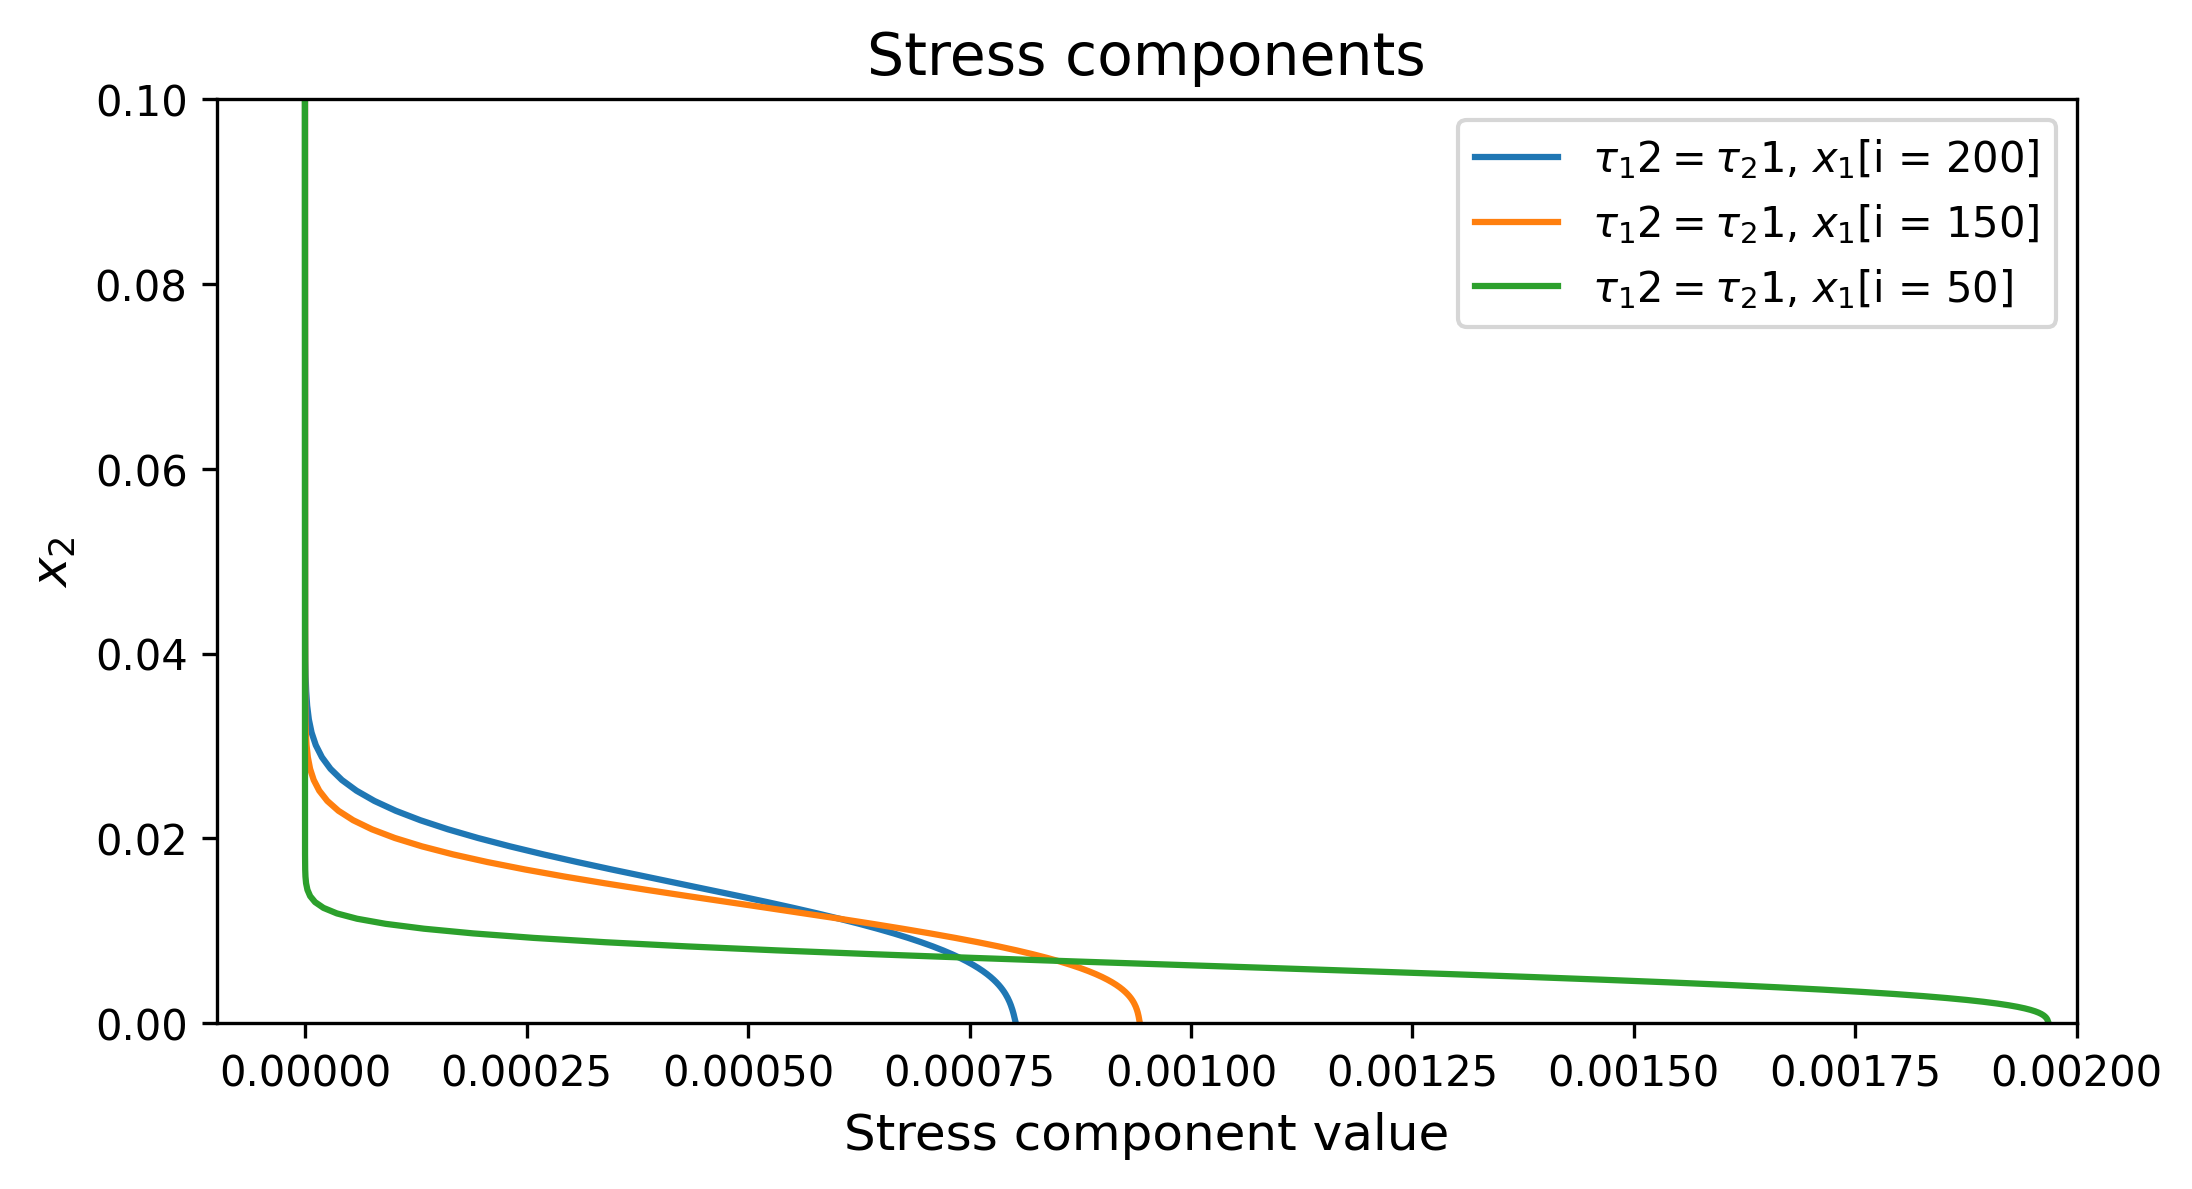 Stress components
0.10
0.08
0.06
0.04
0.02
0.00
x₂
τ₁2 = τ₂1, x₁[i = 200]
τ₁2 = τ₂1, x₁[i = 150]
τ₁2 = τ₂1, x₁[i = 50]
0.00000 0.00025 0.00050 0.00075 0.00100 0.00125 0.00150 0.00175 0.00200
Stress component value